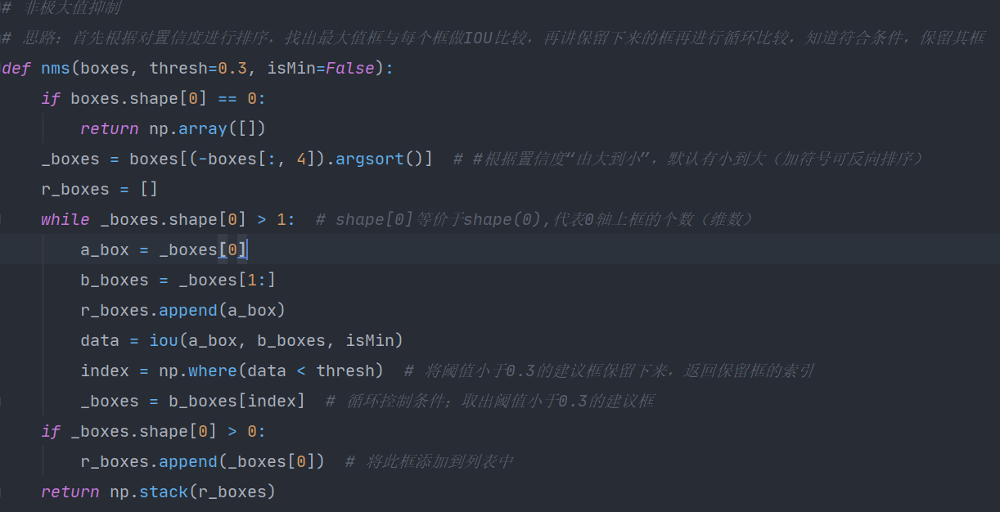 # 非极大值抑制
# 思路：首先根据对置信度进行排序，找出最大值框与每个框做IOU比较，再讲保留下来的框再进行循环比较，知道符合条件，保留其框
def nms(boxes, thresh=0.3, isMin=False):
    if boxes.shape[0] == 0:
        return np.array([])
    _boxes = boxes[(-boxes[:, 4]).argsort()]  # #根据置信度“由大到小”，默认有小到大（加符号可反向排序）
    r_boxes = []
    while _boxes.shape[0] > 1:  # shape[0]等价于shape(0),代表0轴上框的个数（维数）
        a_box = _boxes[0]
        b_boxes = _boxes[1:]
        r_boxes.append(a_box)
        data = iou(a_box, b_boxes, isMin)
        index = np.where(data < thresh)  # 将阈值小于0.3的建议框保留下来，返回保留框的索引
        _boxes = b_boxes[index]  # 循环控制条件；取出阈值小于0.3的建议框
    if _boxes.shape[0] > 0:
        r_boxes.append(_boxes[0])  # 将此框添加到列表中
    return np.stack(r_boxes)